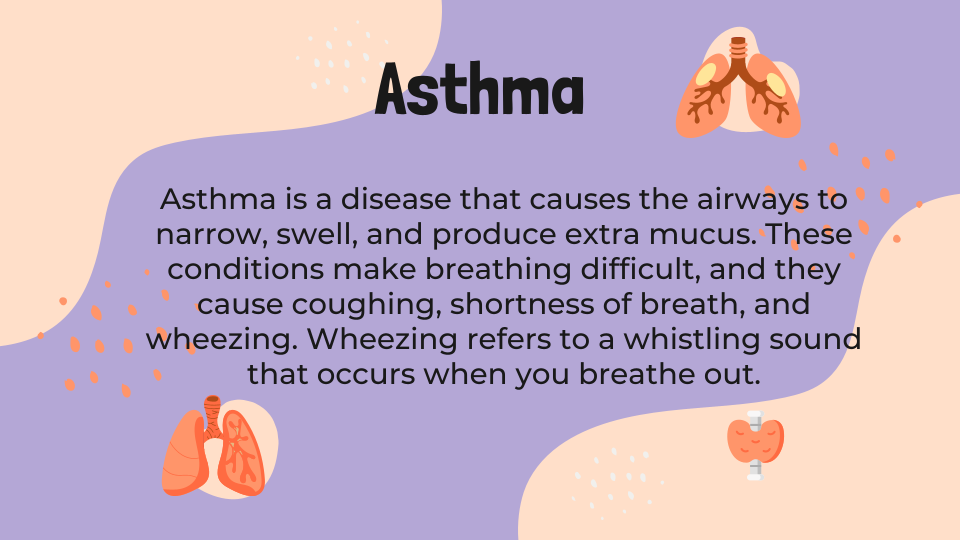 Asthma
Asthma is a disease that causes the airways to
narrow, swell, and produce extra mucus. These
conditions make breathing difficult, and they
cause coughing, shortness of breath, and
wheezing. Wheezing refers to a whistling sound
that occurs when you breathe out.